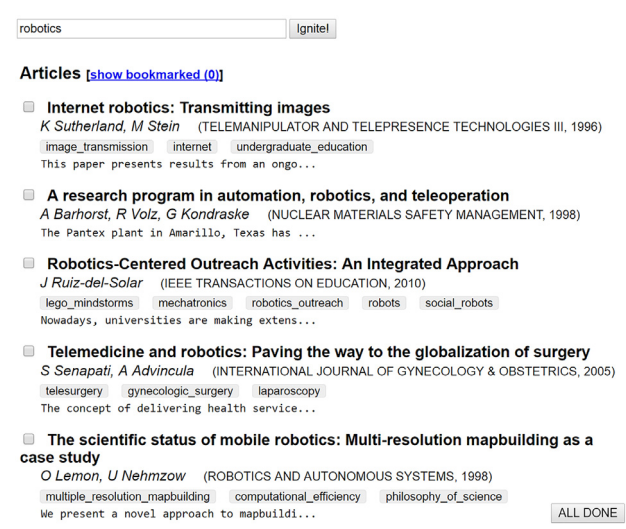 robotics Ignite!
Articles [show bookmarked (0)]
Internet robotics: Transmitting images
K Sutherland, M Stein (TELEMANIPULATOR AND TELEPRESENCE TECHNOLOGIES III, 1996)
image_transmission internet undergraduate_education
This paper presents results from an ongo...
A research program in automation, robotics, and teleoperation
A Barhorst, R Volz, G Kondraske (NUCLEAR MATERIALS SAFETY MANAGEMENT, 1998)
The Pantex plant in Amarillo, Texas has ...
Robotics-Centered Outreach Activities: An Integrated Approach
J Ruiz-del-Solar (IEEE TRANSACTIONS ON EDUCATION, 2010)
lego_mindstorms mechatronics robotics_outreach robots social_robots
Nowadays, universities are making extens...
Telemedicine and robotics: Paving the way to the globalization of surgery
S Senapati, A Advincula (INTERNATIONAL JOURNAL OF GYNECOLOGY & OBSTETRICS, 2005)
telesurgery gynecologic_surgery laparoscopy
The concept of delivering health service...
The scientific status of mobile robotics: Multi-resolution mapbuilding as a
case study
O Lemon, U Nehmzow (ROBOTICS AND AUTONOMOUS SYSTEMS, 1998)
multiple_resolution_mapbuilding computational_efficiency philosophy_of_science
We present a novel approach to mapbuildi...
ALL DONE